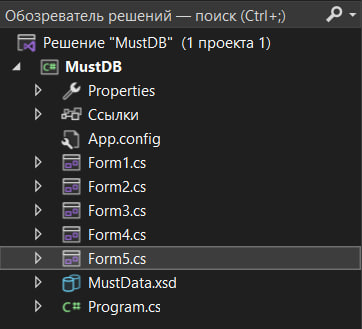 Обозреватель решений — поиск (Ctrl+;)
Решение "MustDB" (1 проекта 1)
C# MustDB
Properties
Ссылки
App.config
Form1.cs
Form2.cs
Form3.cs
Form4.cs
Form5.cs
MustData.xsd
C# Program.cs